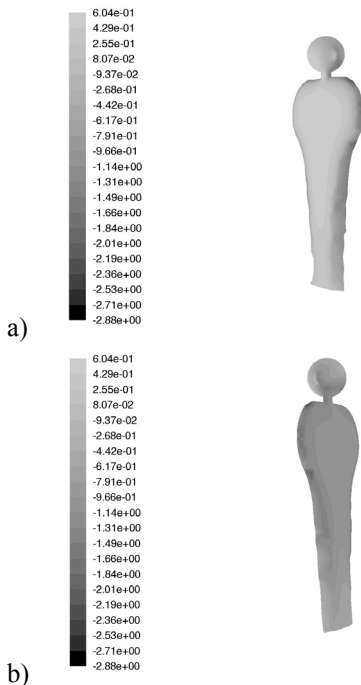 6.04e-01
4.29e-01
2.55e-01
8.07e-02
-9.37e-02
-2.68e-01
-4.42e-01
-6.17e-01
-7.91e-01
-9.66e-01
-1.14e+00
-1.31e+00
-1.49e+00
-1.66e+00
-1.84e+00
-2.01e+00
-2.19e+00
-2.36e+00
-2.53e+00
-2.71e+00
-2.88e+00
a)
6.04e-01
4.29e-01
2.55e-01
8.07e-02
-9.37e-02
-2.68e-01
-4.42e-01
-6.17e-01
-7.91e-01
-9.66e-01
-1.14e+00
-1.31e+00
-1.49e+00
-1.66e+00
-1.84e+00
-2.01e+00
-2.19e+00
-2.36e+00
-2.53e+00
-2.71e+00
-2.88e+00
b)